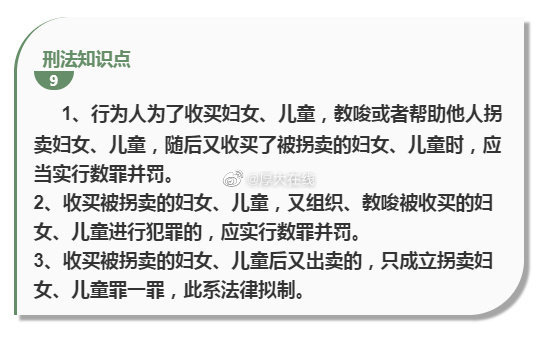 刑法知识点
9
1、行为人为了收买妇女、儿童，教唆或者帮助他人拐
卖妇女、儿童，随后又收买了被拐卖的妇女、儿童时，应
当实行数罪并罚。
@厚大在线
2、收买被拐卖的妇女、儿童，又组织、教唆被收买的妇
女、儿童进行犯罪的，应实行数罪并罚。
3、收买被拐卖的妇女、儿童后又出卖的，只成立拐卖妇
女、儿童罪一罪，此系法律拟制。